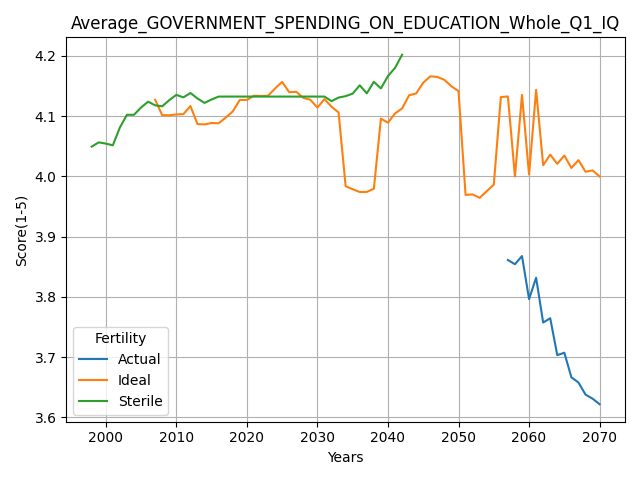 Average_GOVERNMENT_SPENDING_ON_EDUCATION_Whole_Q1_IQ
4.2
4.1
4.0
3.9
3.8
3.7
3.6
Score(1-5)
Fertility
Actual
Ideal
Sterile
2000 2010 2020 2030 2040 2050 2060 2070
Years